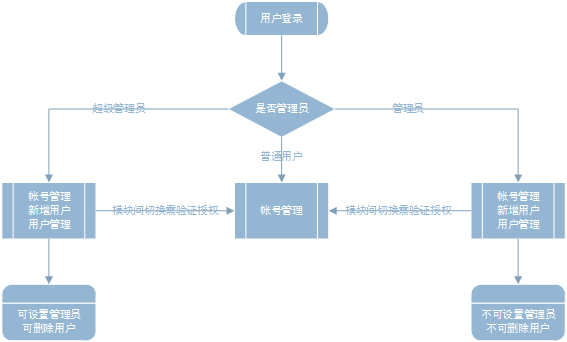 用户登录
是否管理员
超级管理员
管理员
普通用户
帐号管理
新增用户
用户管理
模块间切换需验证授权
帐号管理
模块间切换需验证授权
帐号管理
新增用户
用户管理
可设置管理员
可删除用户
不可设置管理员
不可删除用户